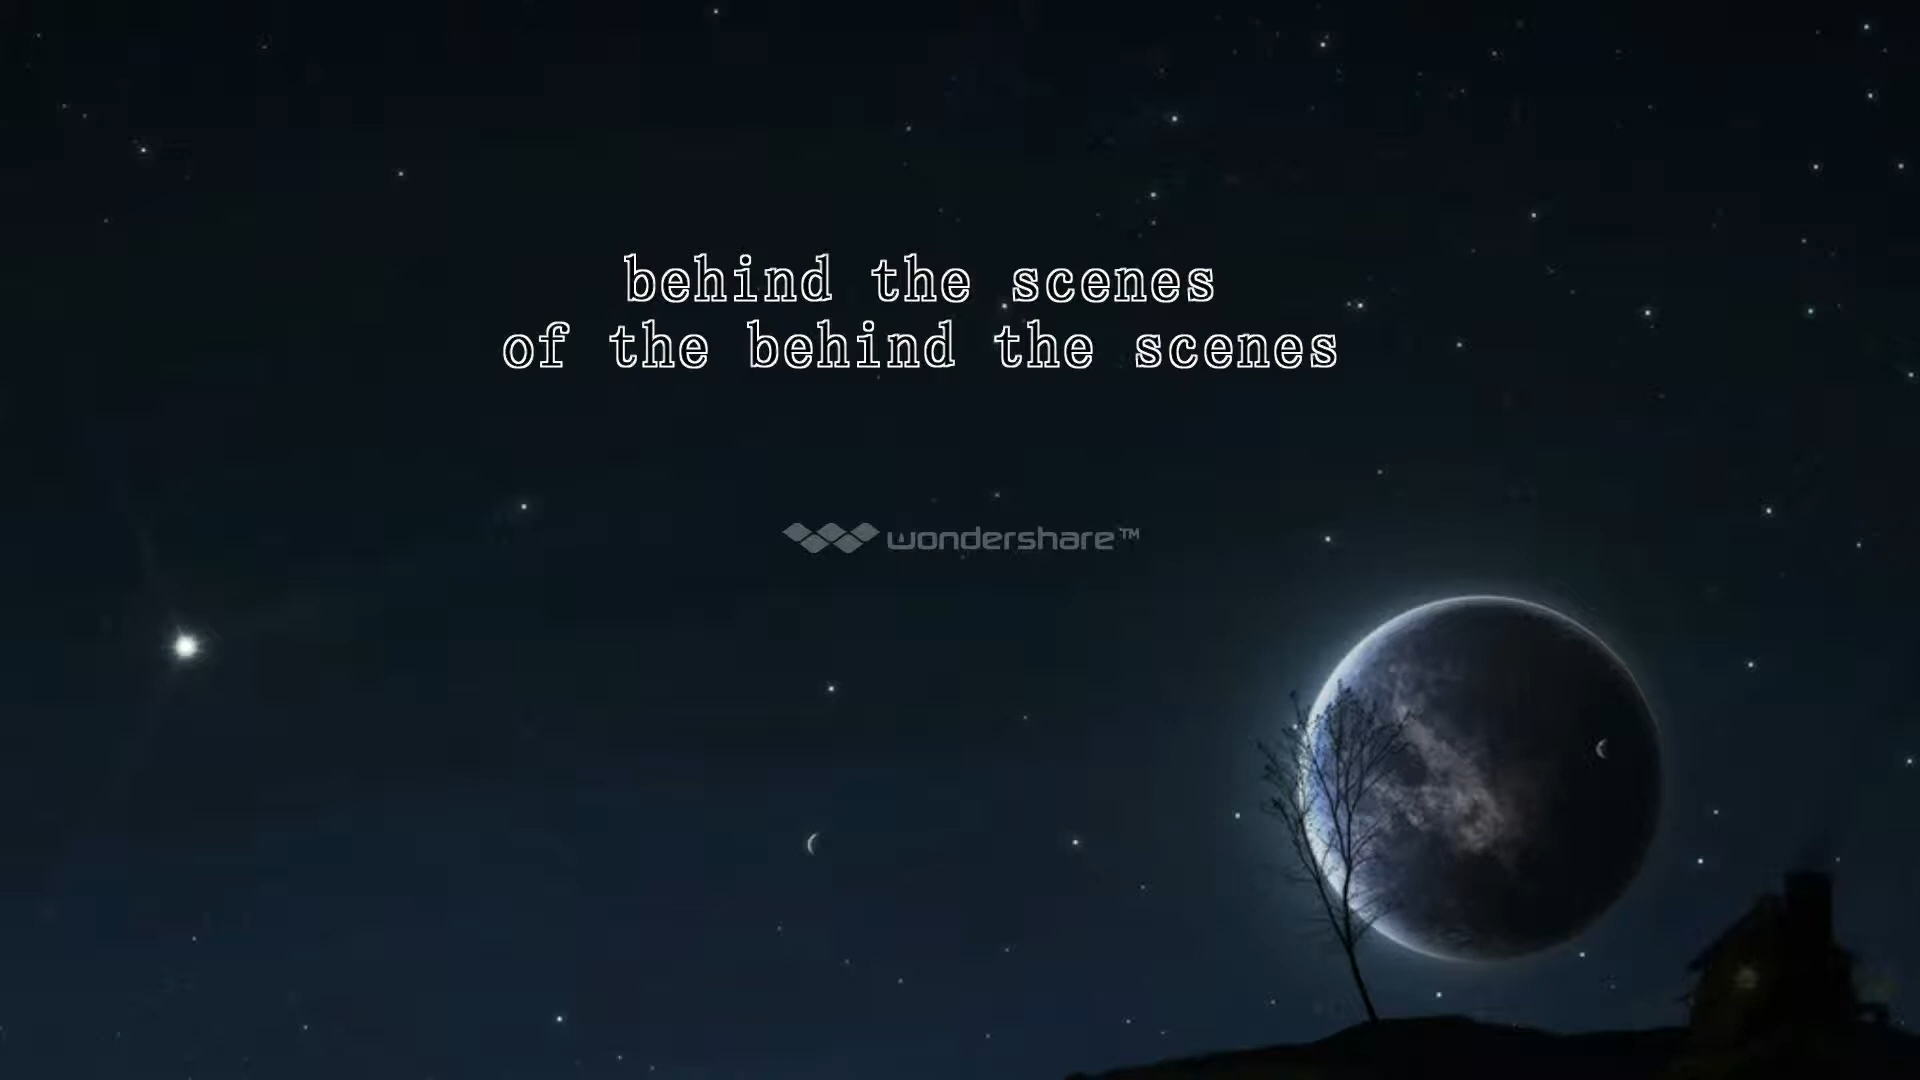 behind the scenes
of the behind the scenes
wondershare™